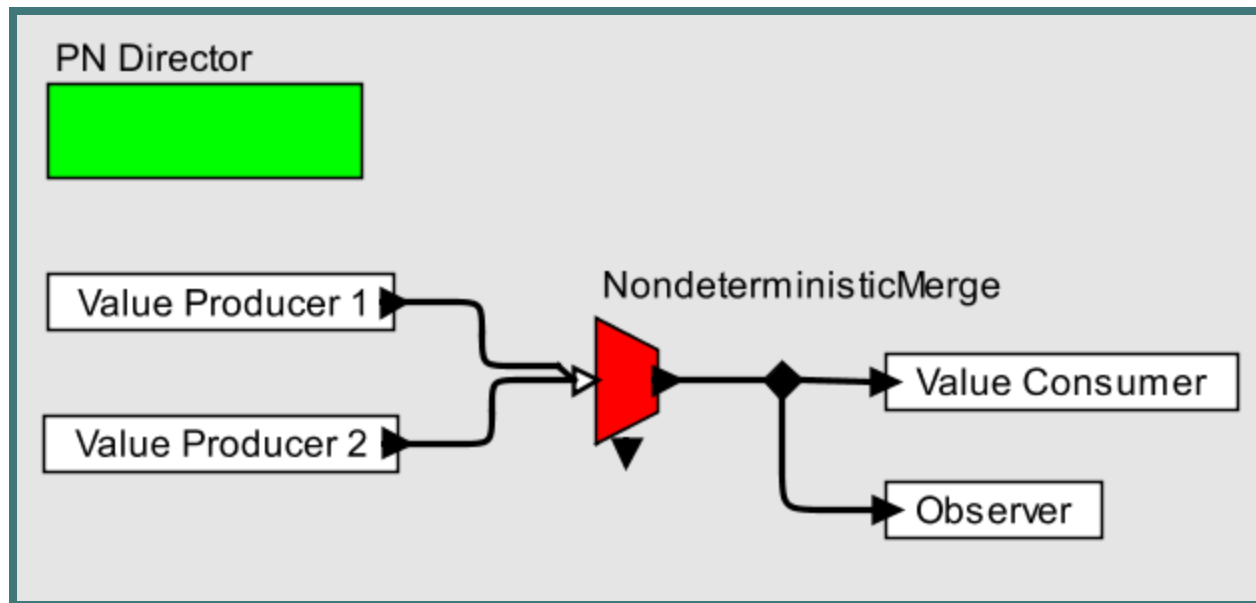 PN Director
Value Producer 1
NondeterministicMerge
Value Producer 2
Value Consumer
Observer